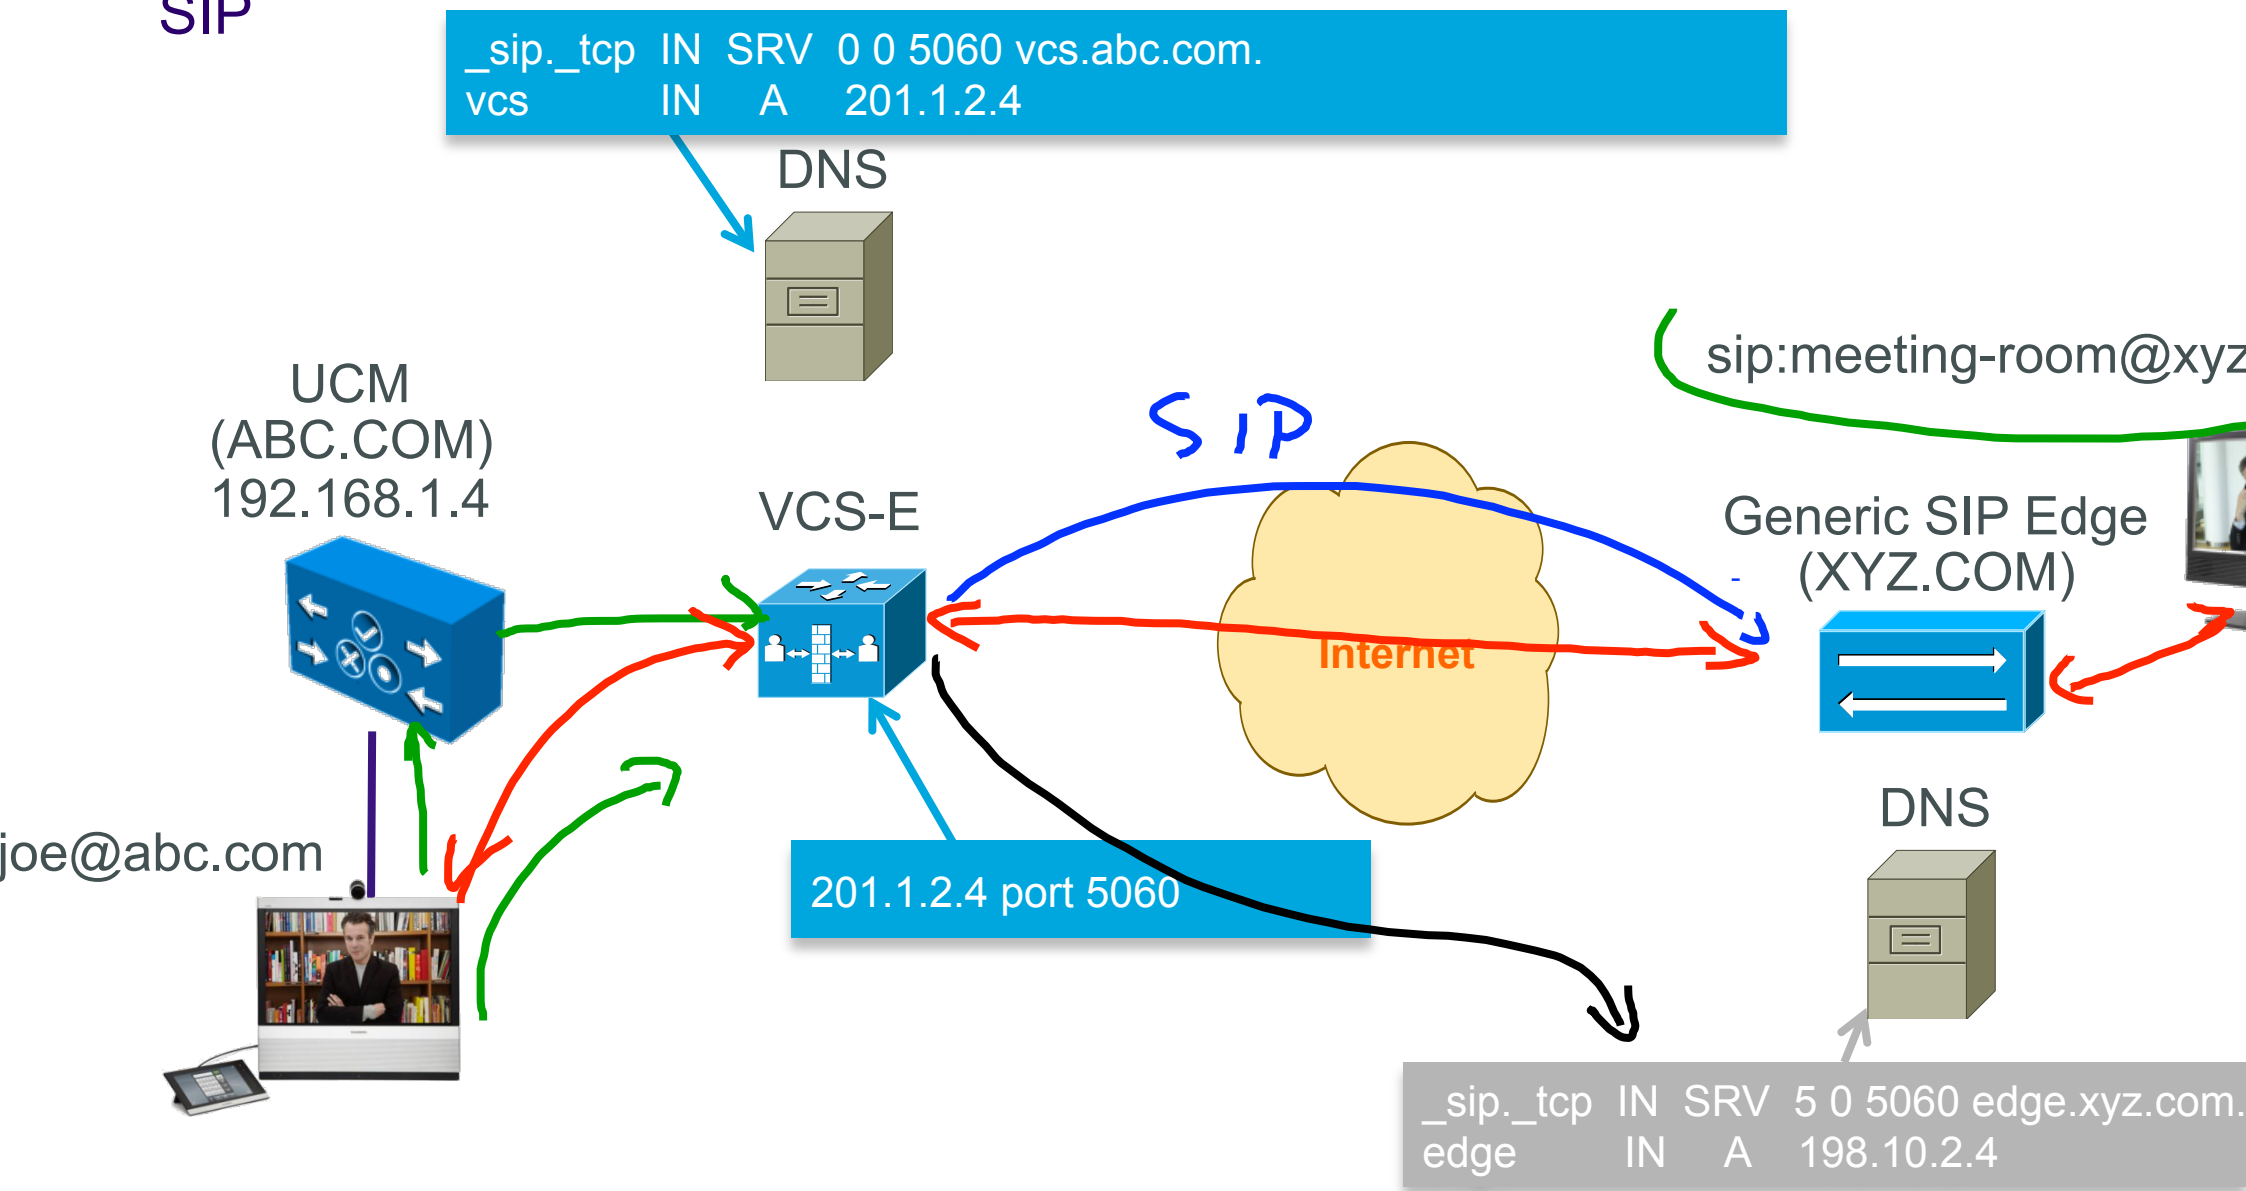 SIP
_sip._tcp IN SRV 0 0 5060 vcs.abc.com.
vcs IN A 201.1.2.4
DNS
sip:meeting-room@xyz
UCM
(ABC.COM)
192.168.1.4
SIP
VCS-E
Generic SIP Edge
(XYZ.COM)
Internet
DNS
joe@abc.com
201.1.2.4 port 5060
_sip._tcp IN SRV 5 0 5060 edge.xyz.com.
edge IN A 198.10.2.4